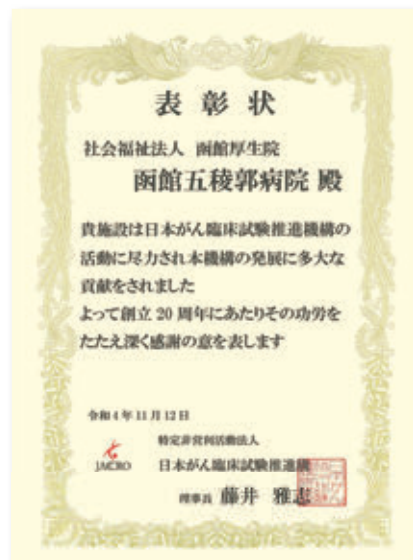 表彰状
社会福祉法人 函館厚生院
函館五稜郭病院 殿
貴施設は日本がん臨床試験推進機構の
活動に尽力され本機構の発展に多大な
貢献をされました
よって創立20周年にあたりその功労を
たたえ深く感謝の意を表します
令和4年11月12日
特定非営利活動法人
JACCRO 日本がん臨床試験推進機構
理事長 藤井 雅志